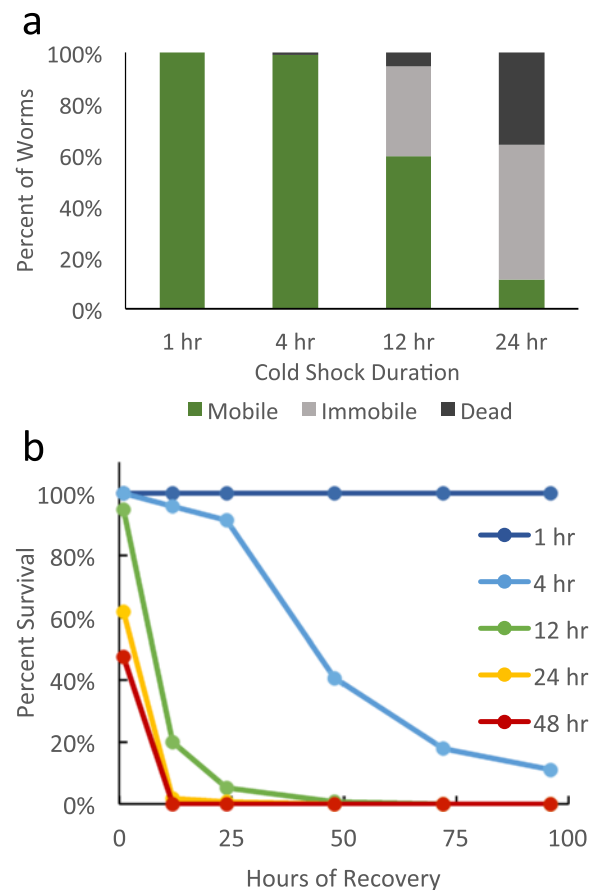 a
100%
80%
60%
40%
20%
0%
Percent of Worms
1 hr 4 hr 12 hr 24 hr
Cold Shock Duration
Mobile Immobile Dead
b
100%
80%
60%
40%
20%
0%
Percent Survival
1 hr
4 hr
12 hr
24 hr
48 hr
0 25 50 75 100
Hours of Recovery